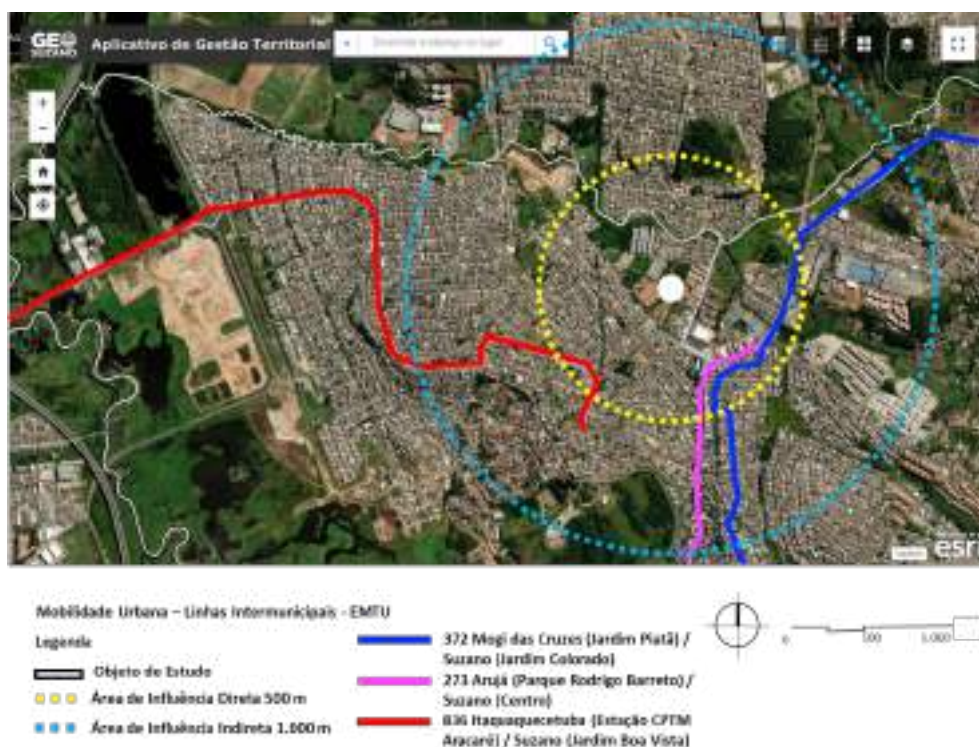 GEO
SUZANO
Aplicativo de Gestão Territorial
+
−
esri
Mobilidade Urbana – Linhas Intermunicipais - EMTU
Legenda
Objeto de Estudo
Área de Influência Direta 500 m
Área de Influência Indireta 1.000 m
372 Mogi das Cruzes (Jardim Piatã) /
Suzano (Jardim Colorado)
273 Arujá (Parque Rodrigo Barreto) /
Suzano (Centro)
836 Itaquaquecetuba (Estação CPTM
Aracaré) / Suzano (Jardim Boa Vista)
0 500 1.000